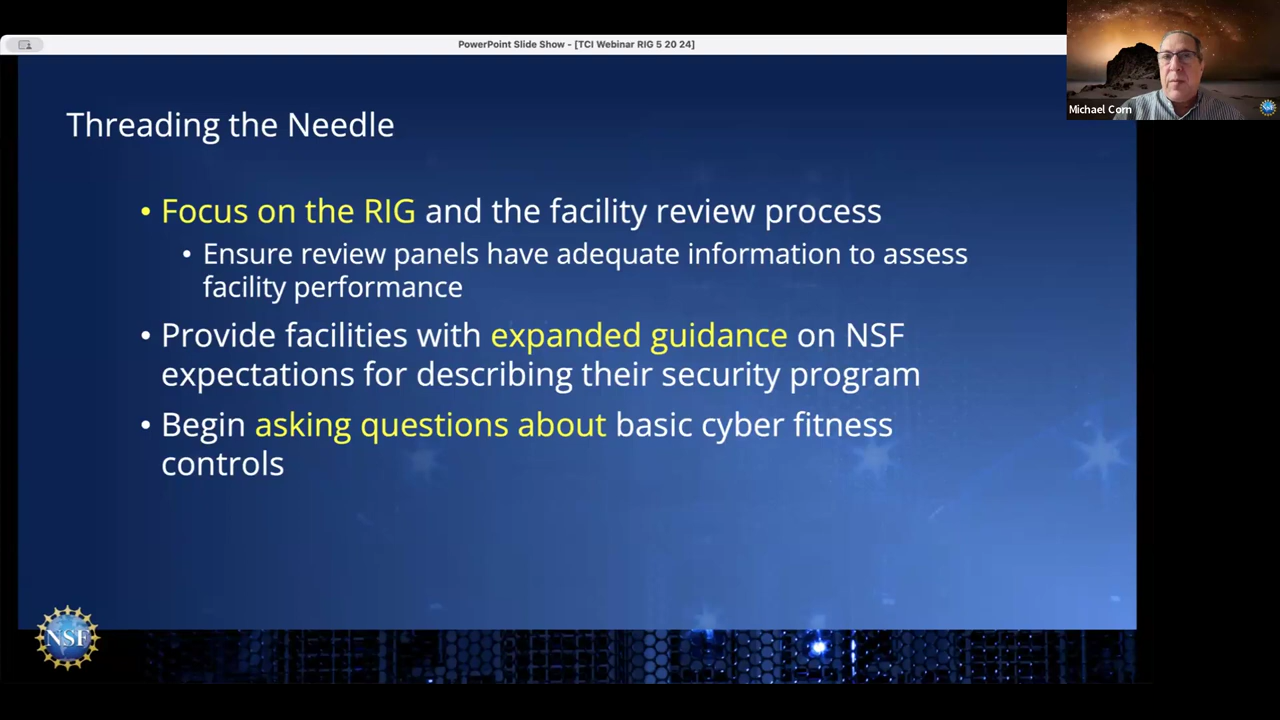 PowerPoint Slide Show - [TCI Webinar RIG 5 20 24]
Michael Corn
Threading the Needle
• Focus on the RIG and the facility review process
• Ensure review panels have adequate information to assess
facility performance
• Provide facilities with expanded guidance on NSF
expectations for describing their security program
• Begin asking questions about basic cyber fitness
controls
NSF